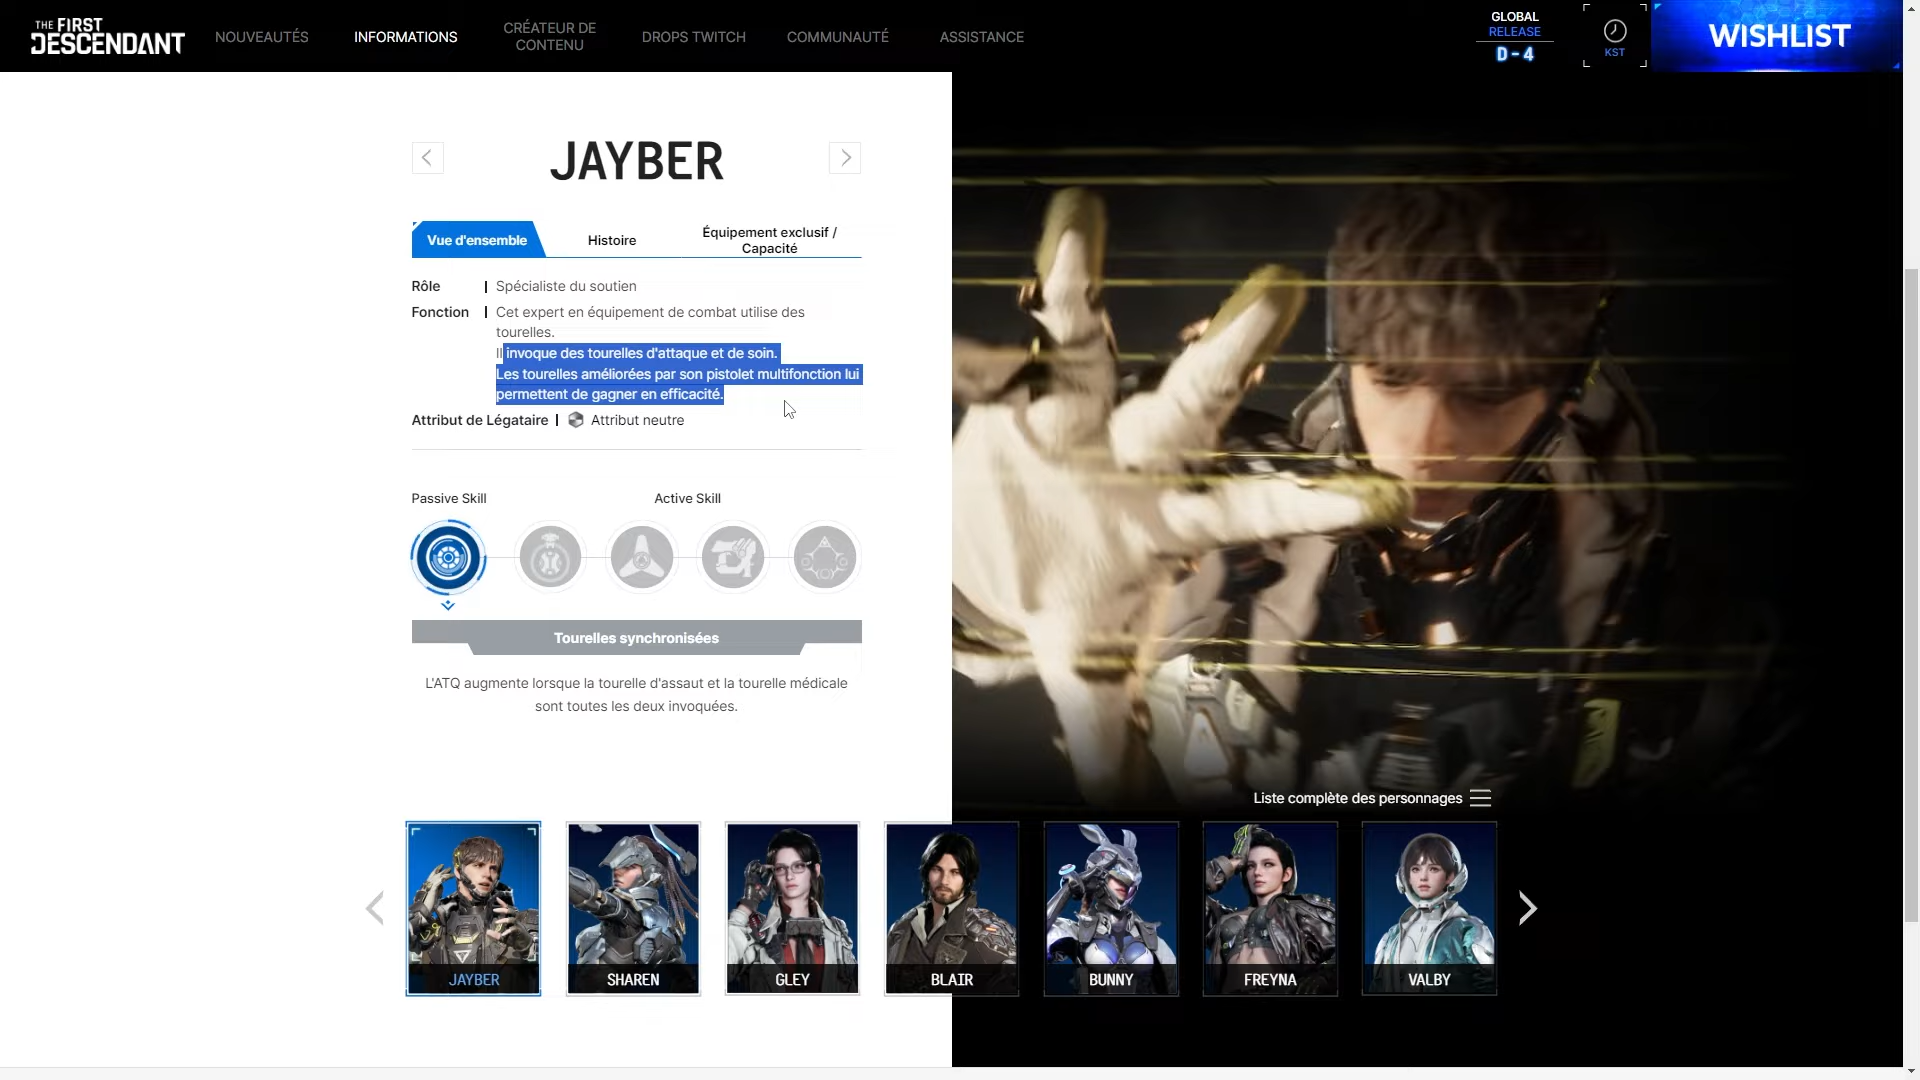 THE FIRST
DESCENDANT
NOUVEAUTÉS
INFORMATIONS
CRÉATEUR DE
CONTENU
DROPS TWITCH
COMMUNAUTÉ
ASSISTANCE
GLOBAL
RELEASE
D-4
KST
WISHLIST
JAYBER
Vue d'ensemble
Histoire
Équipement exclusif /
Capacité
Rôle
Spécialiste du soutien
Fonction
Cet expert en équipement de combat utilise des
tourelles.
Il invoque des tourelles d'attaque et de soin.
Les tourelles améliorées par son pistolet multifonction lui
permettent de gagner en efficacité.
Attribut de Légataire
Attribut neutre
Passive Skill
Active Skill
Tourelles synchronisées
L'ATQ augmente lorsque la tourelle d'assaut et la tourelle médicale
sont toutes les deux invoquées.
Liste complète des personnages
JAYBER
SHAREN
GLEY
BLAIR
BUNNY
FREYNA
VALBY